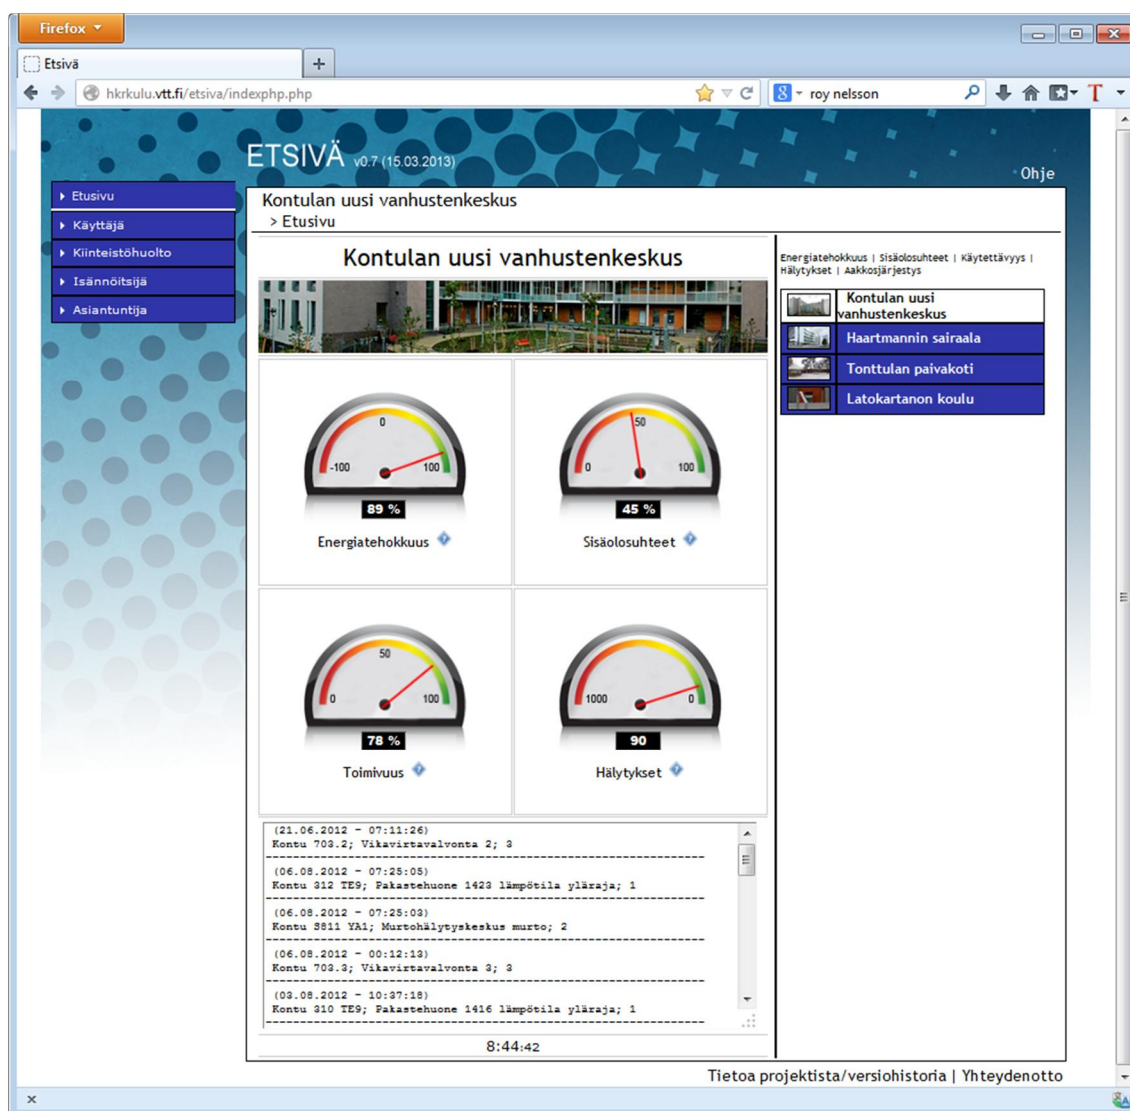 Firefox
Etsivä
hkrkulu.vtt.fi/etsiva/indexphp.php
roy nelsson
ETSIVÄ v0.7 (15.03.2013)
Ohje
Etusivu
Käyttäjä
Kiinteistöhuolto
Isännöitsijä
Asiantuntija
Kontulan uusi vanhustenkeskus
> Etusivu
Kontulan uusi vanhustenkeskus
0
-100
100
89 %
Energiatehokkuus
50
0
100
45 %
Sisäolosuhteet
50
0
100
78 %
Toimivuus
1000
0
90
Hälytykset
(21.06.2012 - 07:11:26)
Kontu 703.2; Vikavirtavalvonta 2; 3
(06.08.2012 - 07:25:05)
Kontu 312 TE9; Pakastehuone 1423 lämpötila yläraja; 1
(06.08.2012 - 07:25:03)
Kontu S811 YA1; Murtohälytyskeskus murto; 2
(06.08.2012 - 00:12:13)
Kontu 703.3; Vikavirtavalvonta 3; 3
(03.08.2012 - 10:37:18)
Kontu 310 TE9; Pakastehuone 1416 lämpötila yläraja; 1
8:44:42
Energiatehokkuus | Sisäolosuhteet | Käytettävyys |
Hälytykset | Aakkosjärjestys
Kontulan uusi
vanhustenkeskus
Haartmannin sairaala
Tonttulan paivakoti
Latokartanon koulu
Tietoa projektista/versiohistoria | Yhteydenotto